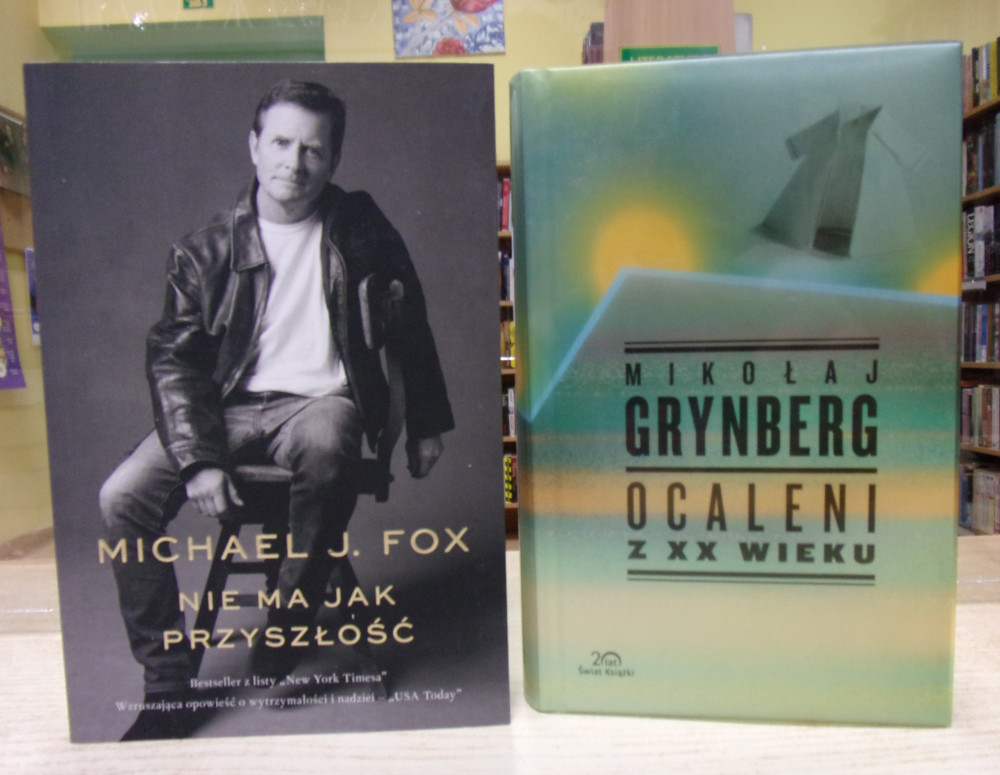 MICHAEL J. FOX
NIE MA JAK
PRZYSZŁOŚĆ
Bestseller z listy „New York Timesa"
Wzruszająca opowieść o wytrzymałości i nadziei – „USA Today"
MIKOŁAJ
GRYNBERG
OCALENI
Z XX WIEKU
20 lat
Świat Książki